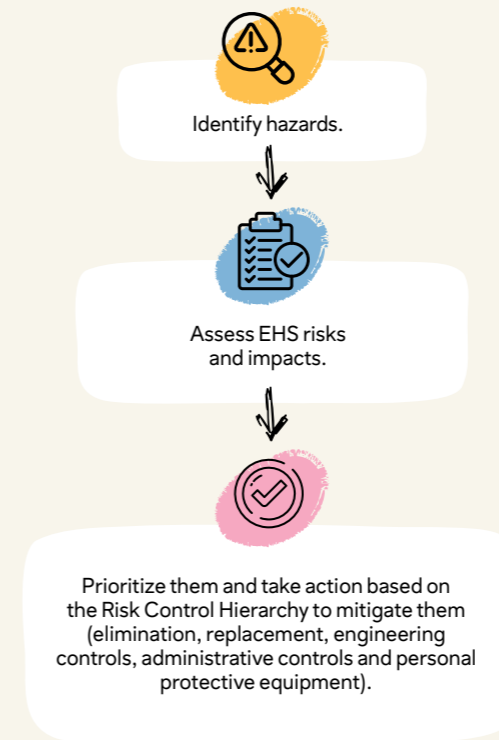 Identify hazards.
Assess EHS risks
and impacts.
Prioritize them and take action based on
the Risk Control Hierarchy to mitigate them
(elimination, replacement, engineering
controls, administrative controls and personal
protective equipment).